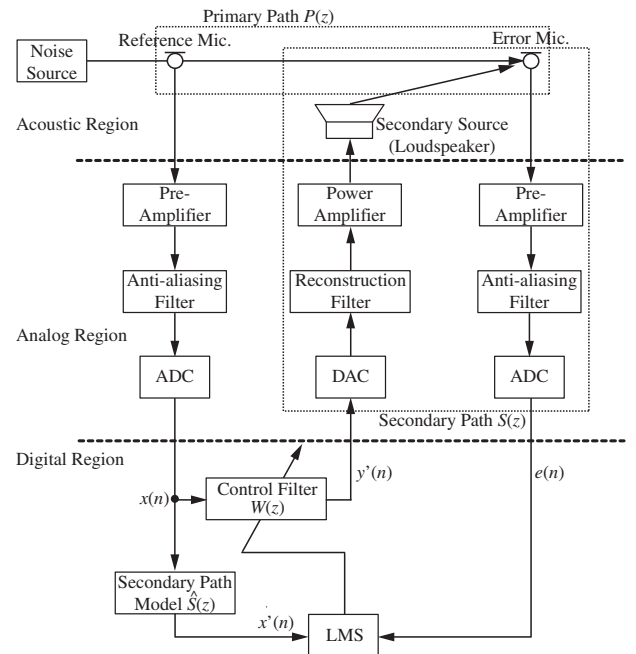 Primary Path P(z)
Reference Mic.
Error Mic.
Noise
Source
Secondary Source
(Loudspeaker)
Acoustic Region
Pre-
Amplifier
Power
Amplifier
Pre-
Amplifier
Anti-aliasing
Filter
Reconstruction
Filter
Anti-aliasing
Filter
Analog Region
ADC
DAC
ADC
Secondary Path S(z)
Digital Region
y'(n)
e(n)
x(n)
Control Filter
W(z)
Secondary Path
Model Ŝ(z)
x'(n)
LMS